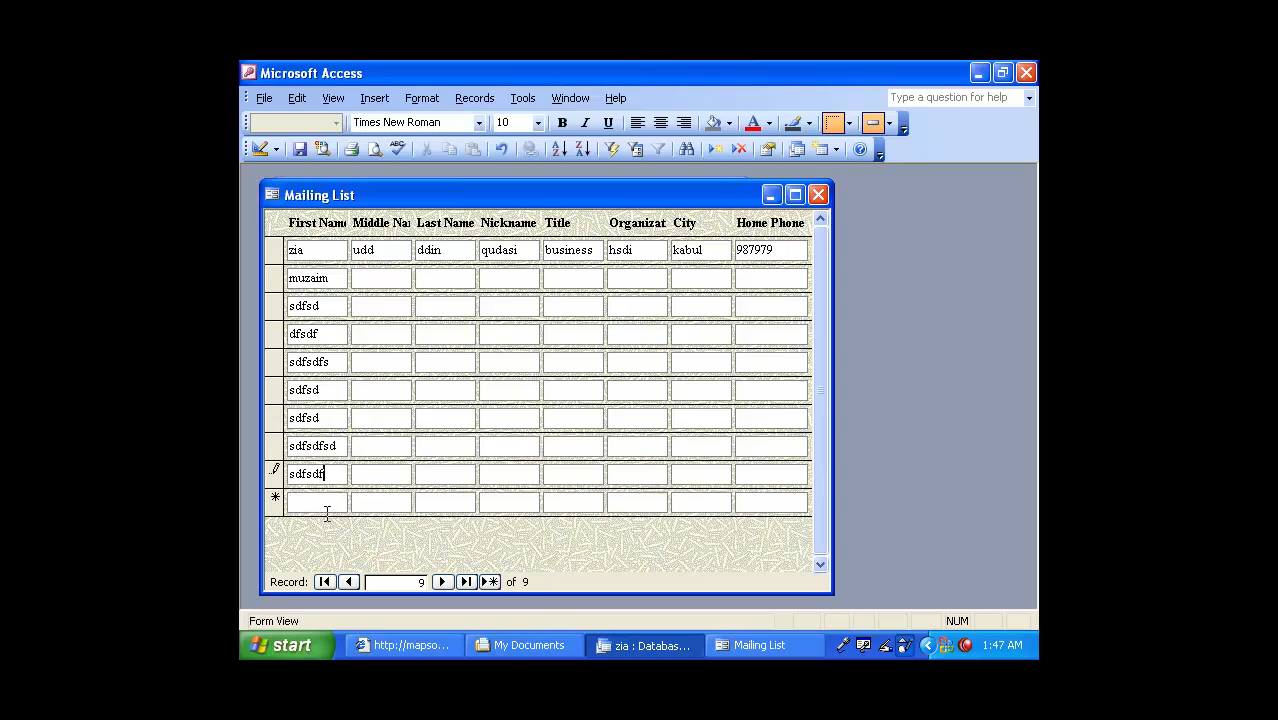 Microsoft Access
File Edit View Insert Format Records Tools Window Help Type a question for help
Times New Roman 10 B I U
Mailing List
First Name Middle Na Last Name Nickname Title Organizat City Home Phone
zia udd ddin qudasi business hsdi kabul 987979
muzaim
sdfsd
dfsdf
sdfsdfs
sdfsd
sdfsd
sdfsdfsd
sdfsdf
Record: 9 of 9
Form View NUM
start http://mapso... My Documents zia : Databas... Mailing List 1:47 AM